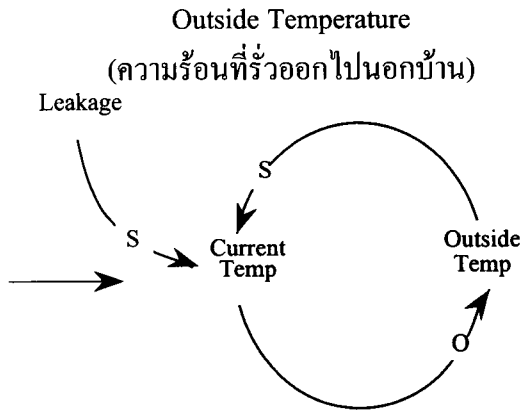 Outside Temperature
(ความร้อนที่รั่วออกไปนอกบ้าน)
Leakage
S
S
Current
Temp
Outside
Temp
O